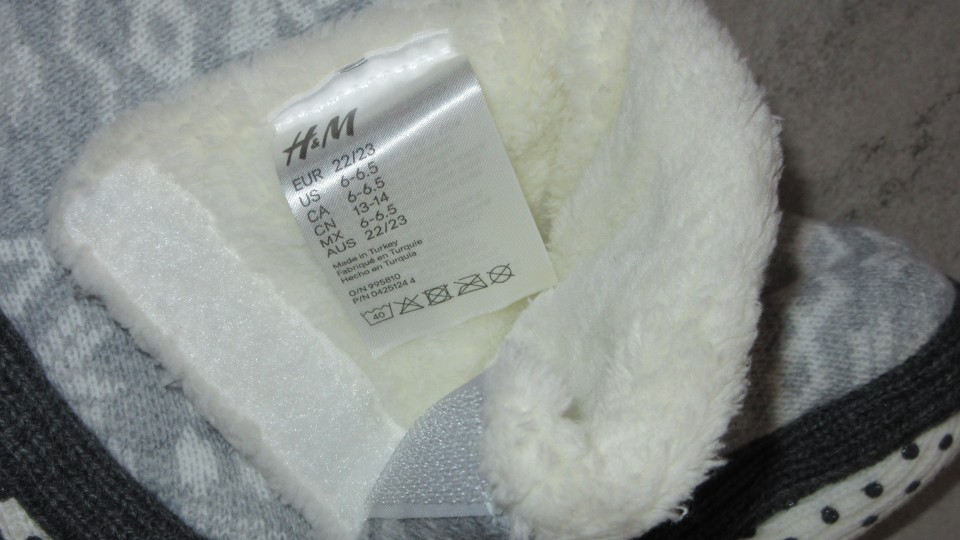 H&M
EUR 22/23
US 6-6.5
CA 6-6.5
CN 13-14
MX 6-6.5
AUS 22/23
Made in Turkey
Fabriqué en Turquie
Hecho en Turquia
O/N 995810
P/N 0425124 4
40